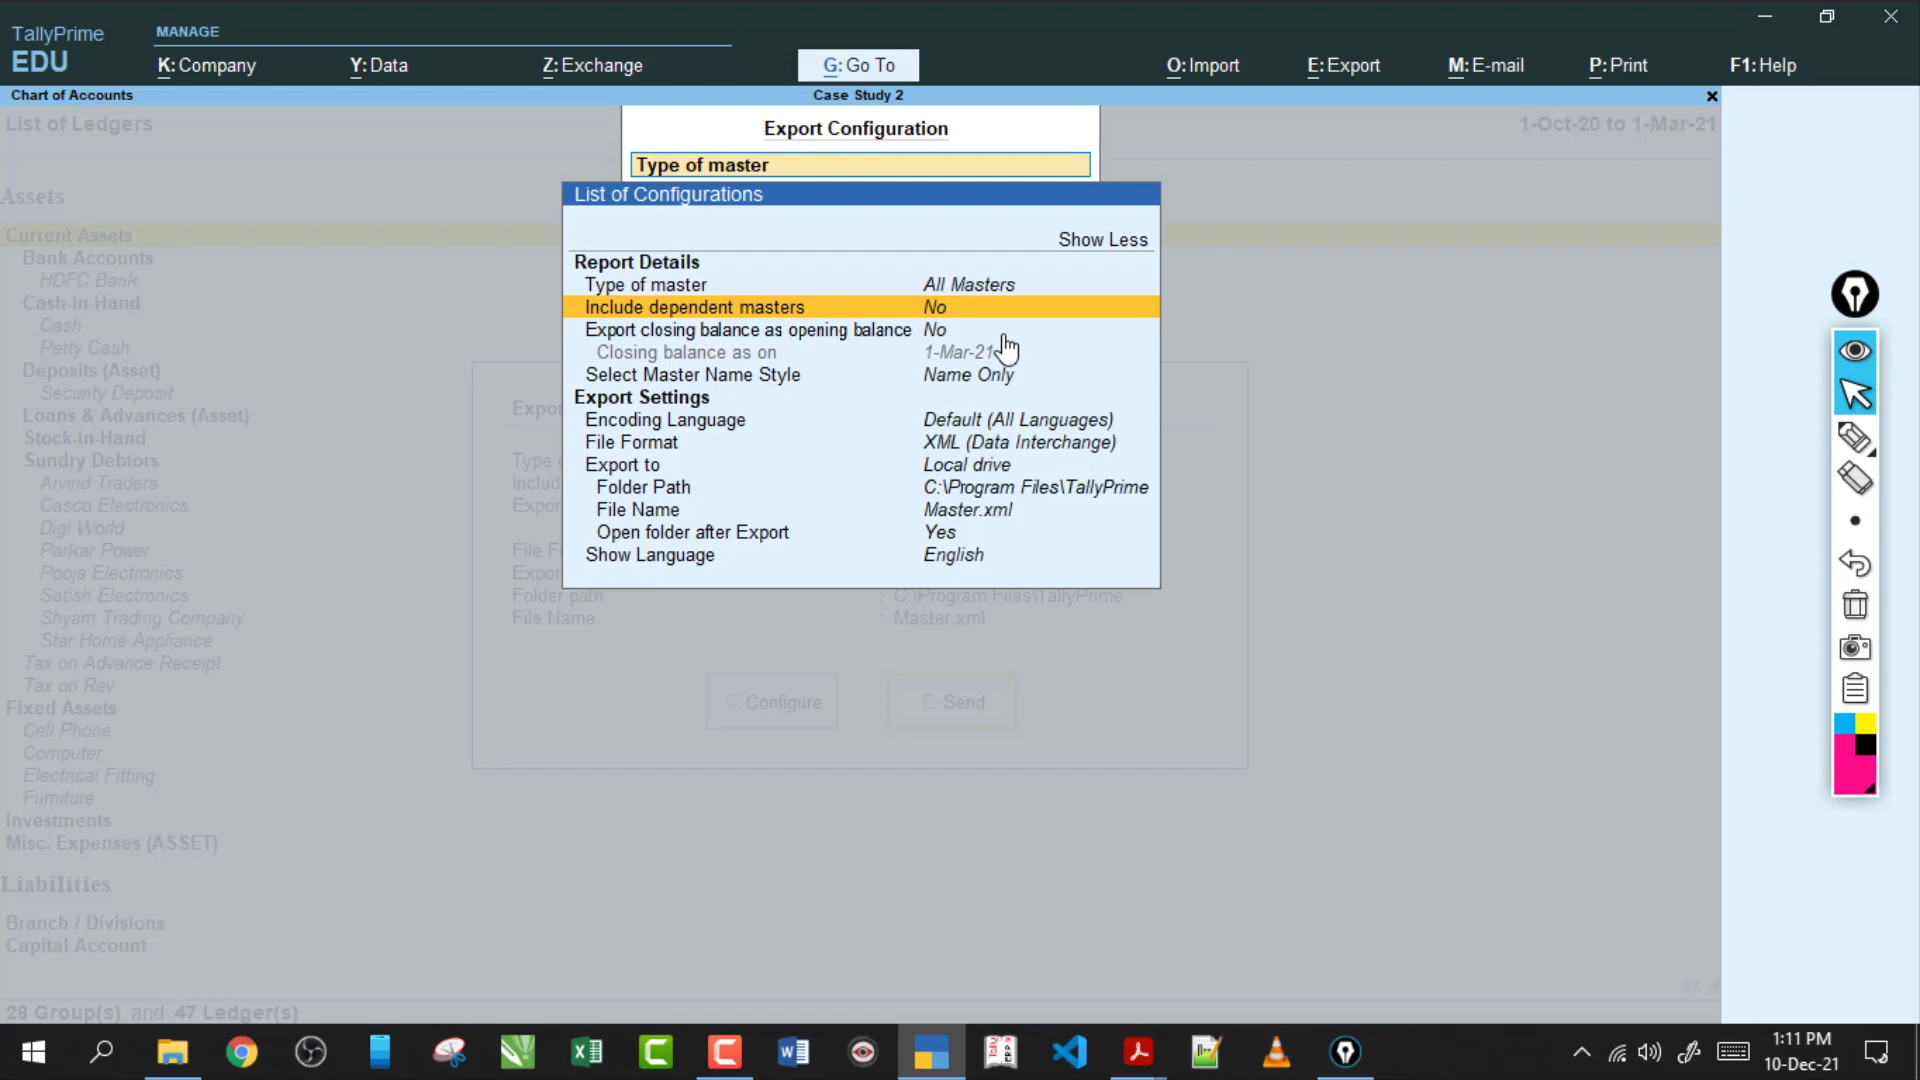 TallyPrime
EDU
MANAGE
K: Company
Y: Data
Z: Exchange
G: Go To
O: Import
E: Export
M: E-mail
P: Print
F1: Help
Chart of Accounts
Case Study 2
List of Ledgers
1-Oct-20 to 1-Mar-21
Export Configuration
Type of master
List of Configurations
Show Less
Report Details
Type of master All Masters
Include dependent masters No
Export closing balance as opening balance No
Closing balance as on 1-Mar-21
Select Master Name Style Name Only
Export Settings
Encoding Language Default (All Languages)
File Format XML (Data Interchange)
Export to Local drive
Folder Path C:\Program Files\TallyPrime
File Name Master.xml
Open folder after Export Yes
Show Language English
Assets
Current Assets
Bank Accounts
HDFC Bank
Cash-in-Hand
Cash
Petty Cash
Deposits (Asset)
Security Deposit
Loans & Advances (Asset)
Stock-in-Hand
Sundry Debtors
Arvind Traders
Casco Electronics
Digi World
Parkar Power
Pooja Electronics
Satish Electronics
Shyam Trading Company
Star Home Appliance
Tax on Advance Receipt
Tax on Rev
Fixed Assets
Cell Phone
Computer
Electrical Fitting
Furniture
Investments
Misc. Expenses (ASSET)
Liabilities
Branch / Divisions
Capital Account
28 Group(s) and 47 Ledger(s)
Folder path : C:\Program Files\TallyPrime
File Name : Master.xml
C: Configure
E: Send
1:11 PM
10-Dec-21